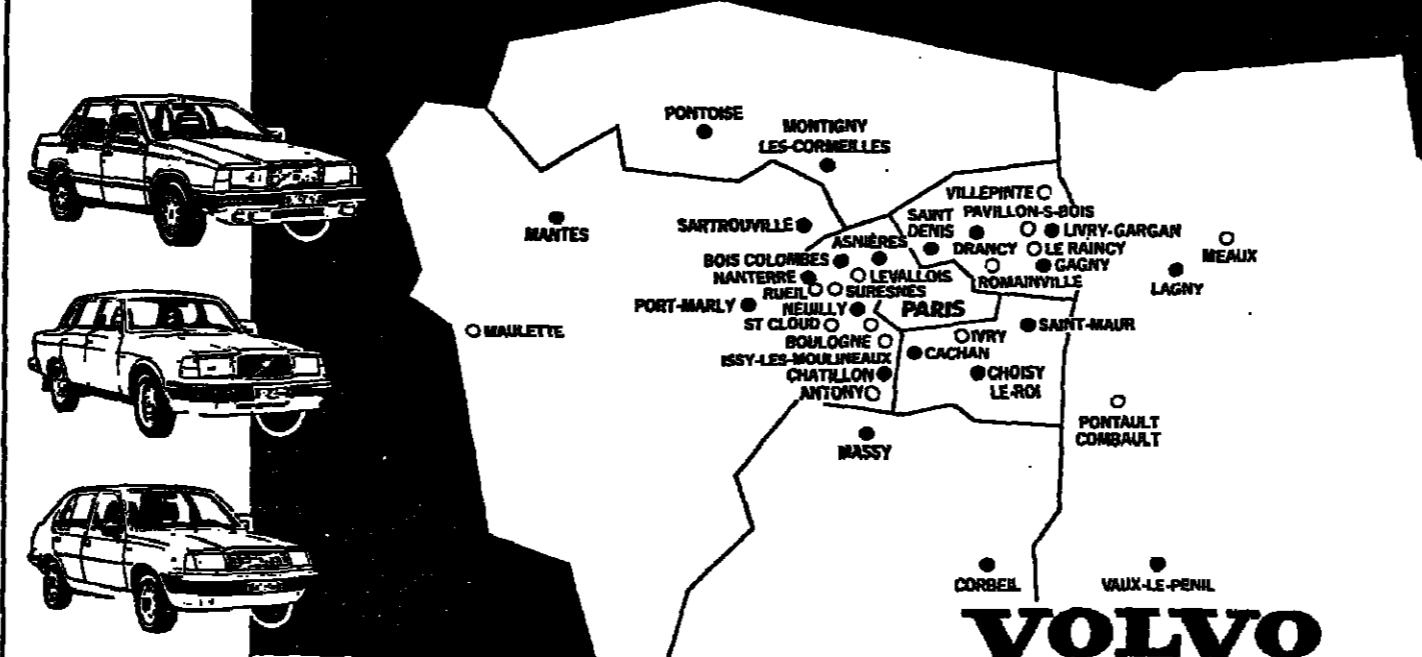 PONTOISE
MONTIGNY
LES-CORMEILLES
VILLEPINTE
SAINT
DENIS
PAVILLON-S-BOIS
MANTES
SARTROUVILLE
ASNIÈRES
LIVRY-GARGAN
DRANCY
LE RAINCY
MEAUX
BOIS COLOMBES
GAGNY
NANTERRE
LEVALLOIS
ROMAINVILLE
LAGNY
RUEIL
SURESNES
PORT-MARLY
NEUILLY
PARIS
MAULETTE
ST CLOUD
SAINT-MAUR
BOULOGNE
IVRY
ISSY-LES-MOULINEAUX
CACHAN
CHATILLON
CHOISY
LE-ROI
ANTONY
PONTAULT
COMBAULT
MASSY
CORBEIL
VAUX-LE-PENIL
VOLVO